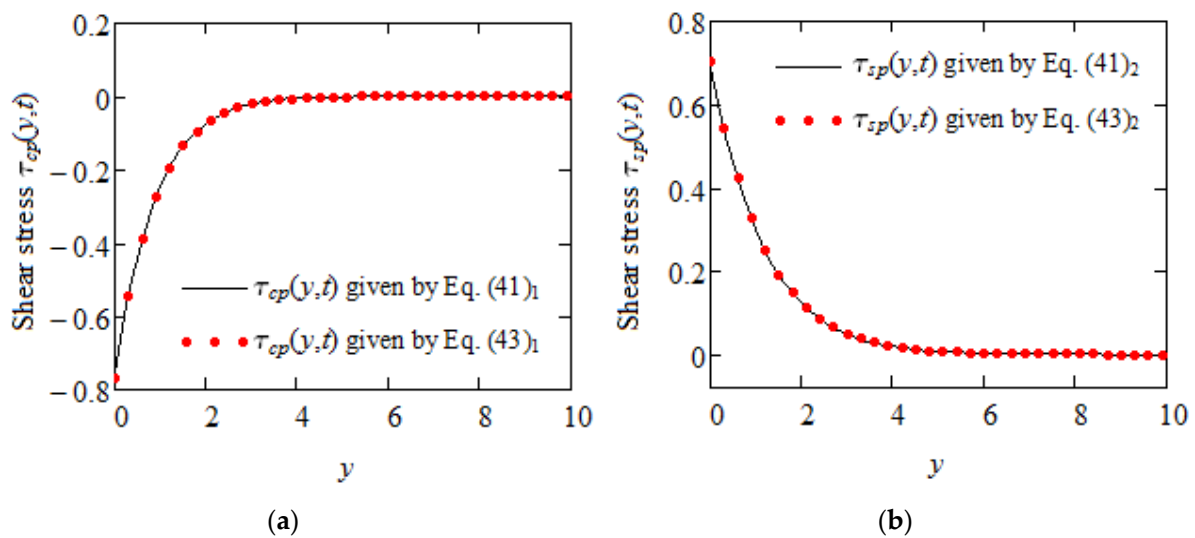 0.2
0
−0.2
−0.4
−0.6
−0.8
Shear stress τcp(y,t)
τcp(y,t) given by Eq. (41)1
τcp(y,t) given by Eq. (43)1
0 2 4 6 8 10
y
(a)
0.8
0.6
0.4
0.2
0
Shear stress τsp(y,t)
τsp(y,t) given by Eq. (41)2
τsp(y,t) given by Eq. (43)2
0 2 4 6 8 10
y
(b)